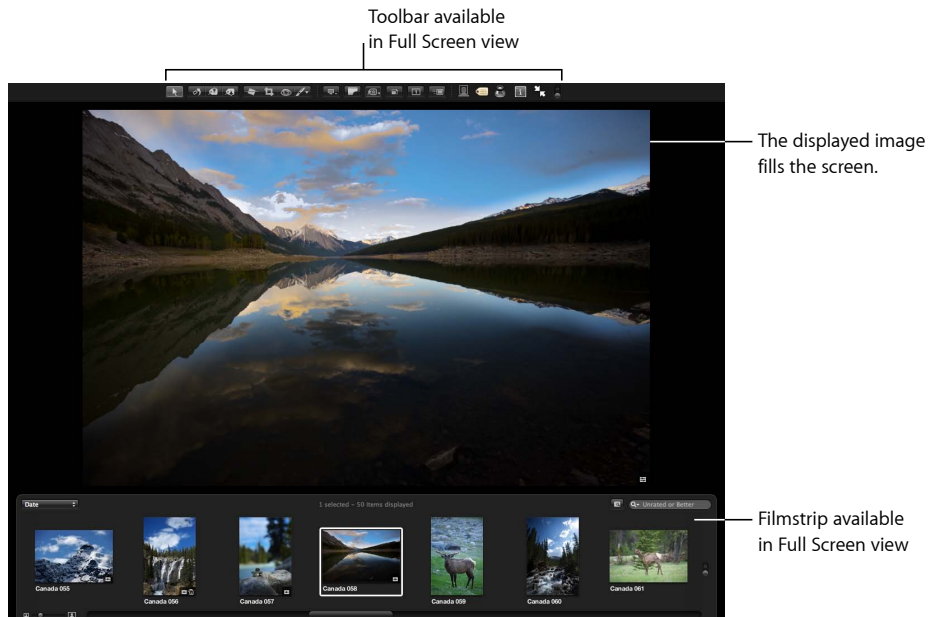 Toolbar available
in Full Screen view
The displayed image
fills the screen.
Date
1 selected – 50 items displayed
Unrated or Better
Filmstrip available
in Full Screen view
Canada 055
Canada 056
Canada 057
Canada 058
Canada 059
Canada 060
Canada 061